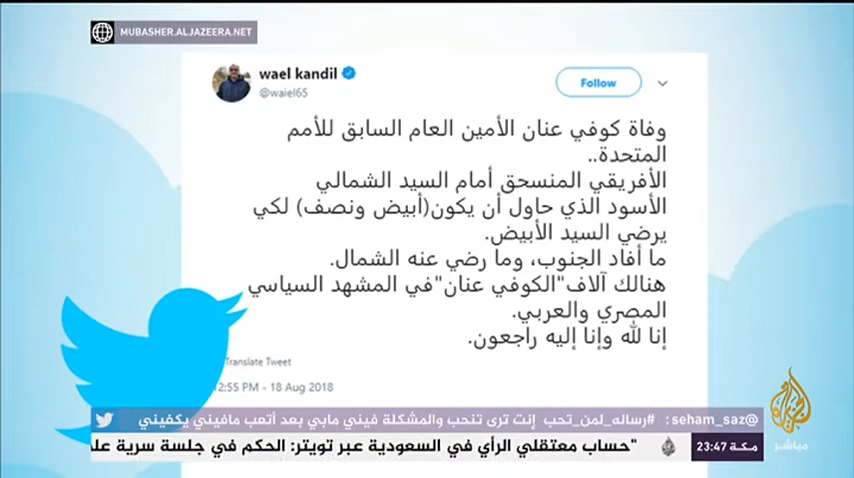 MUBASHER.ALJAZEERA.NET
wael kandil
@waiel65
Follow
وفاة كوفي عنان الأمين العام السابق للأمم
المتحدة..
الأفريقي المنسحق أمام السيد الشمالي
الأسود الذي حاول أن يكون(أبيض ونصف) لكي
يرضي السيد الأبيض.
ما أفاد الجنوب، وما رضي عنه الشمال.
هنالك آلاف"الكوفي عنان"في المشهد السياسي
المصري والعربي.
إنا لله وإنا إليه راجعون.
Translate Tweet
2:55 PM - 18 Aug 2018
@seham_saz: #رساله_لمن_تحب إنت ترى تنحب والمشكلة فيني مابي بعد أتعب مافيني يكفيني
مكة 23:47
"حساب معتقلي الرأي في السعودية عبر تويتر: الحكم في جلسة سرية على
الجزيرة
مباشر